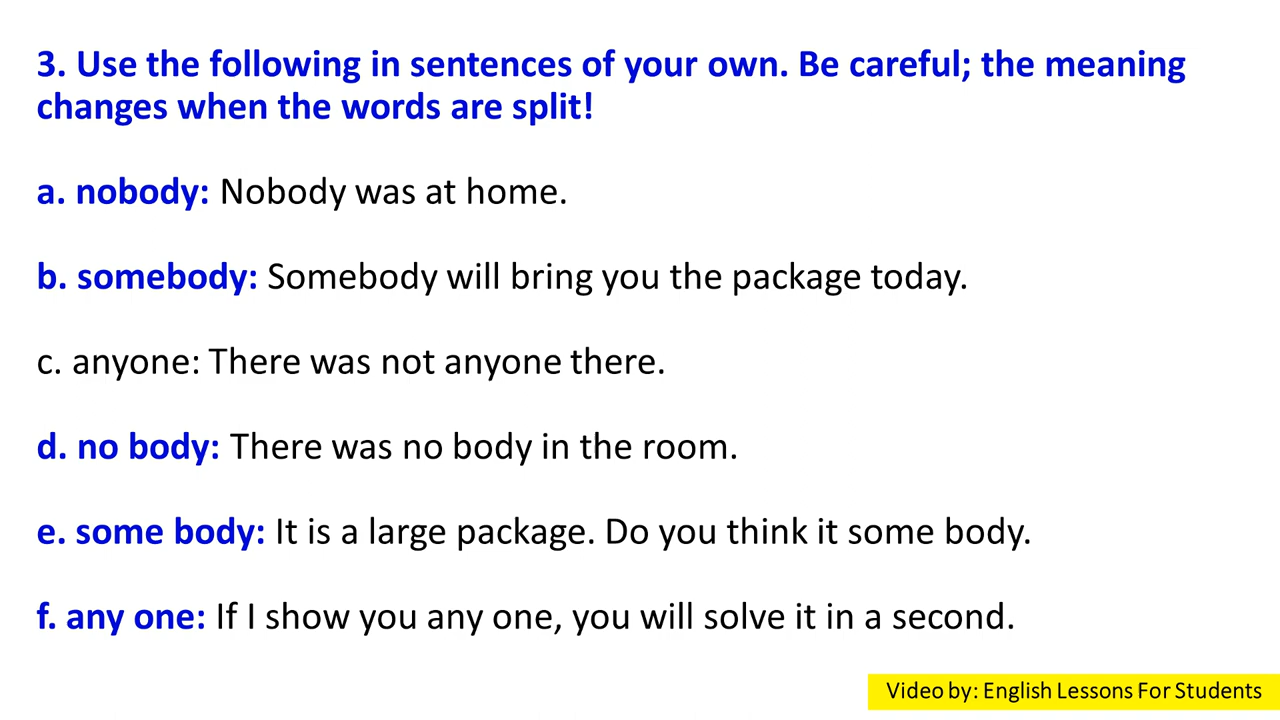 3. Use the following in sentences of your own. Be careful; the meaning
changes when the words are split!
a. nobody: Nobody was at home.
b. somebody: Somebody will bring you the package today.
c. anyone: There was not anyone there.
d. no body: There was no body in the room.
e. some body: It is a large package. Do you think it some body.
f. any one: If I show you any one, you will solve it in a second.
Video by: English Lessons For Students